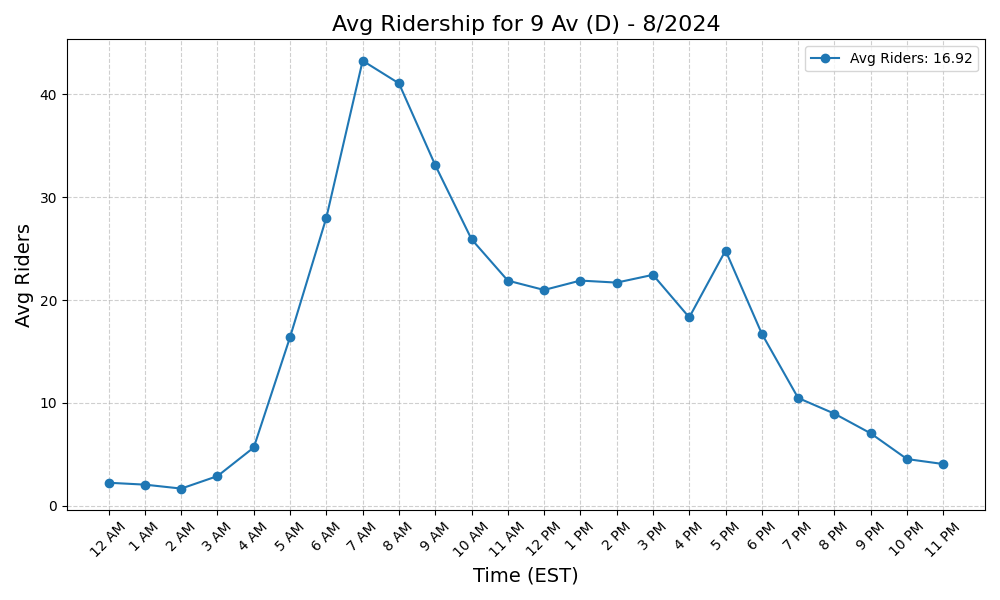 Avg Ridership for 9 Av (D) - 8/2024
Avg Riders: 16.92
Avg Riders
40
30
20
10
0
12 AM 1 AM 2 AM 3 AM 4 AM 5 AM 6 AM 7 AM 8 AM 9 AM 10 AM 11 AM 12 PM 1 PM 2 PM 3 PM 4 PM 5 PM 6 PM 7 PM 8 PM 9 PM 10 PM 11 PM
Time (EST)